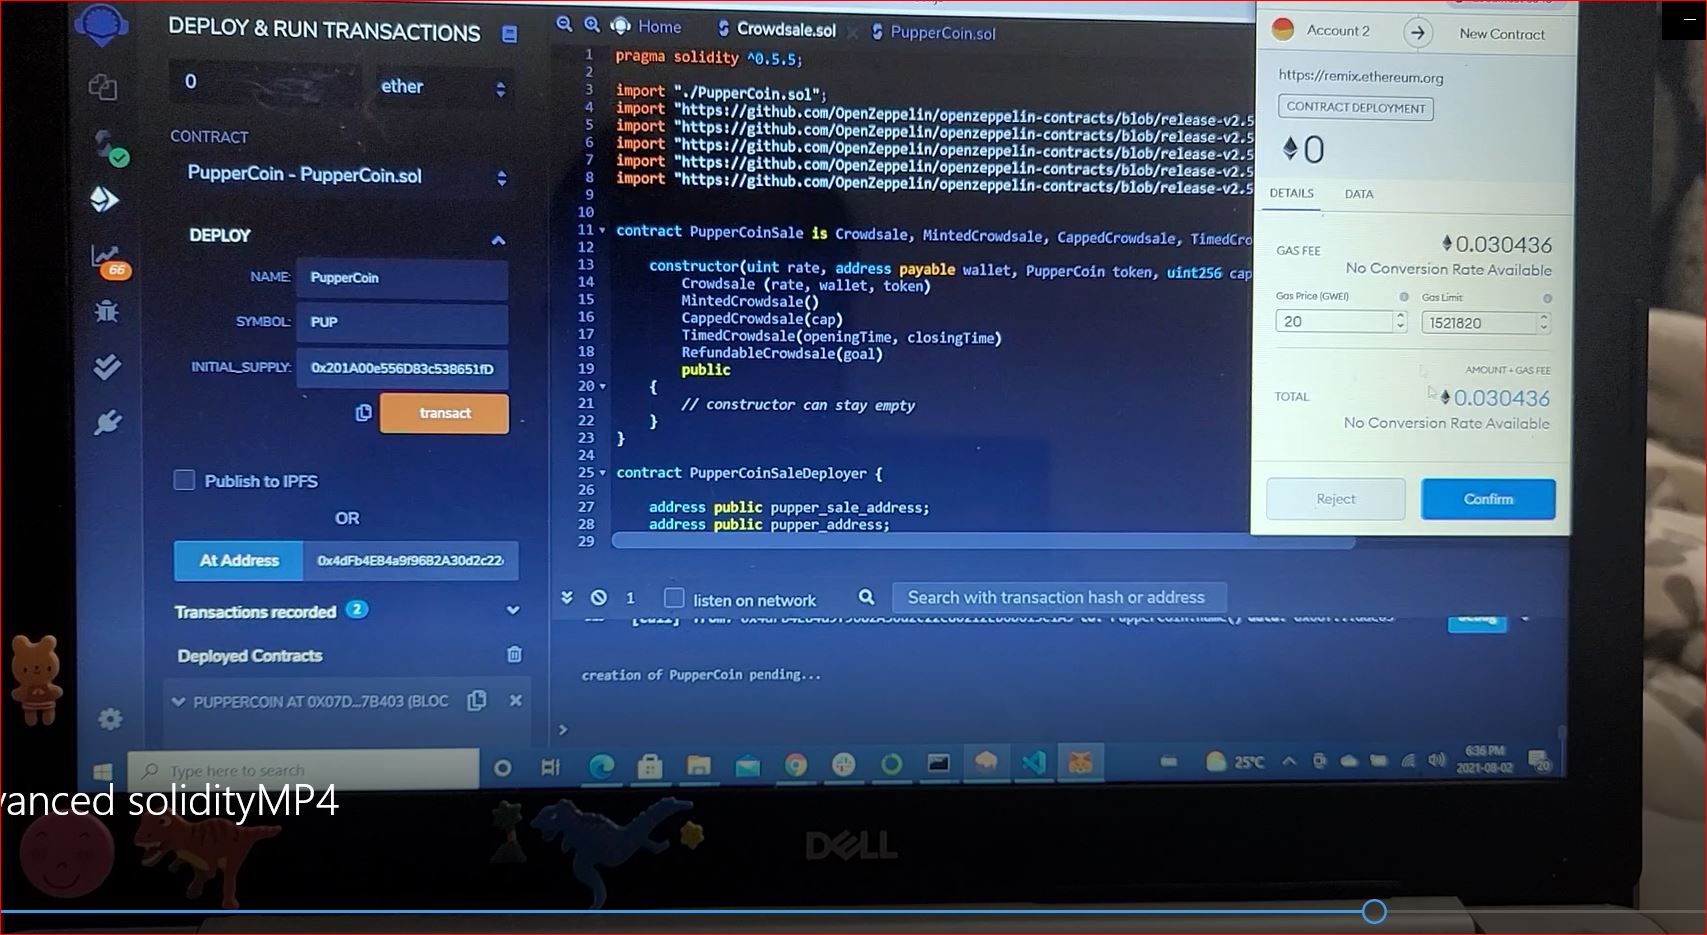 DEPLOY & RUN TRANSACTIONS
0
ether
CONTRACT
PupperCoin - PupperCoin.sol
DEPLOY
NAME: PupperCoin
SYMBOL: PUP
INITIAL_SUPPLY: 0x201A00e556D83c538651fD
transact
Publish to IPFS
OR
At Address 0x4dFb4E84a9f96B2A30d2c22
Transactions recorded 2
Deployed Contracts
PUPPERCOIN AT 0X07D...7B403 (BLOC
66
Home Crowdsale.sol PupperCoin.sol
1 pragma solidity ^0.5.5;
2
3 import "./PupperCoin.sol";
4 import "https://github.com/OpenZeppelin/openzeppelin-contracts/blob/release-v2.5
5 import "https://github.com/OpenZeppelin/openzeppelin-contracts/blob/release-v2.5
6 import "https://github.com/OpenZeppelin/openzeppelin-contracts/blob/release-v2.5
7 import "https://github.com/OpenZeppelin/openzeppelin-contracts/blob/release-v2.5
8 import "https://github.com/OpenZeppelin/openzeppelin-contracts/blob/release-v2.5
9
10
11 contract PupperCoinSale is Crowdsale, MintedCrowdsale, CappedCrowdsale, TimedCro
12
13 constructor(uint rate, address payable wallet, PupperCoin token, uint256 cap
14 Crowdsale (rate, wallet, token)
15 MintedCrowdsale()
16 CappedCrowdsale(cap)
17 TimedCrowdsale(openingTime, closingTime)
18 RefundableCrowdsale(goal)
19 public
20 {
21 // constructor can stay empty
22 }
23 }
24
25 contract PupperCoinSaleDeployer {
26
27 address public pupper_sale_address;
28 address public pupper_address;
29
1 listen on network Search with transaction hash or address
creation of PupperCoin pending...
>
Account 2 New Contract
https://remix.ethereum.org
CONTRACT DEPLOYMENT
0
DETAILS DATA
GAS FEE 0.030436
No Conversion Rate Available
Gas Price (GWEI) Gas Limit
20 1521820
AMOUNT + GAS FEE
TOTAL 0.030436
No Conversion Rate Available
Reject Confirm
Type here to search
25°C
6:36 PM
2021-08-02
20
vanced solidityMP4
DELL